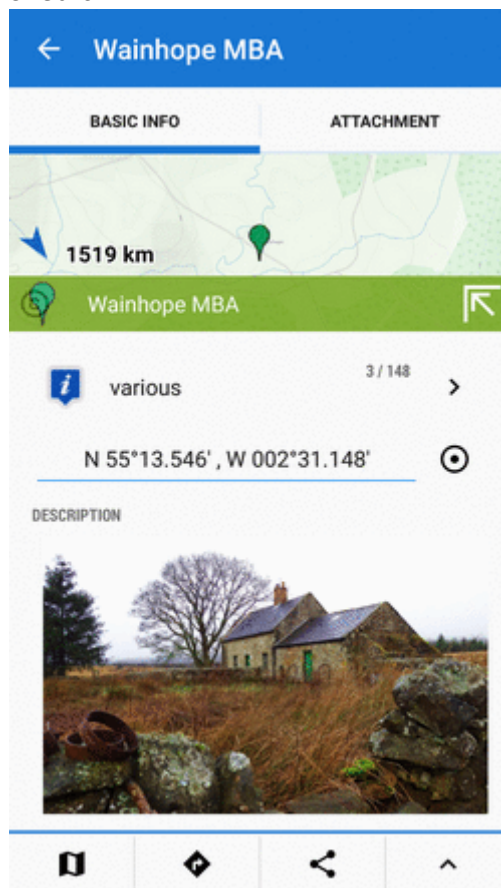 Wainhope MBA
BASIC INFO
ATTACHMENT
1519 km
Wainhope MBA
various
3 / 148
N 55°13.546' , W 002°31.148'
DESCRIPTION